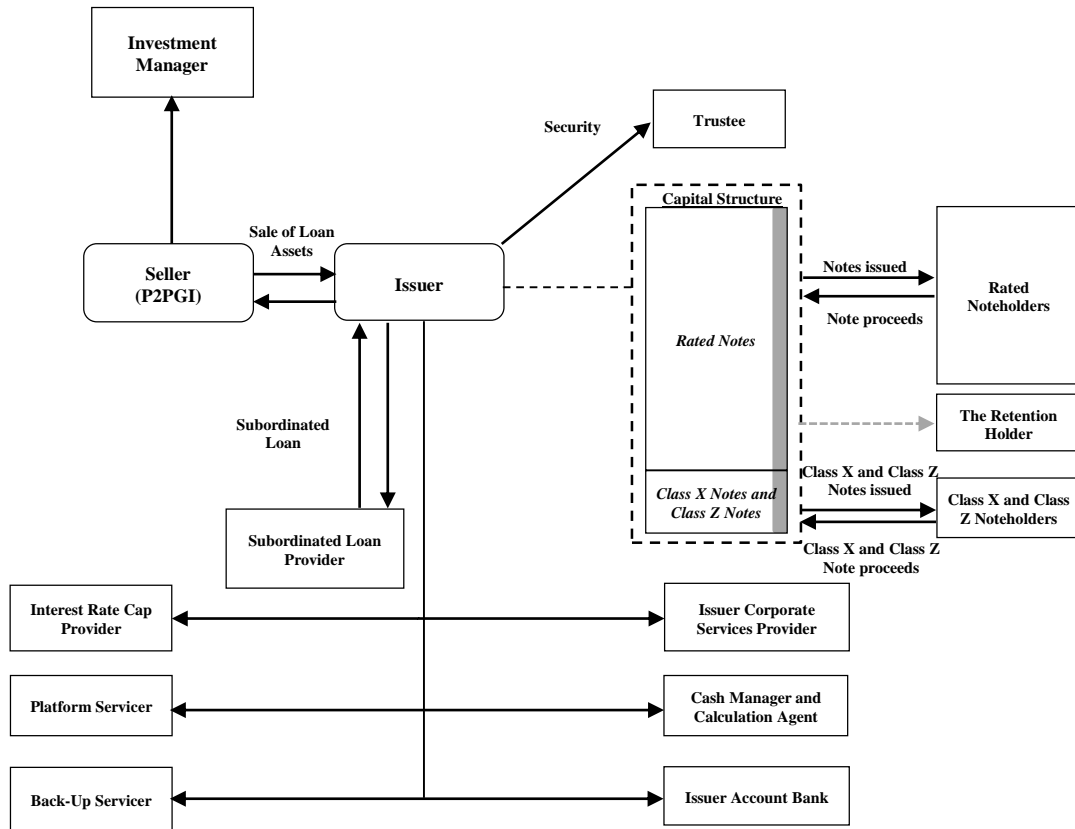 Investment
Manager
Security
Trustee
Capital Structure
Sale of Loan
Assets
Seller
(P2PGI)
Issuer
Notes issued
Note proceeds
Rated
Noteholders
Rated Notes
Subordinated
Loan
The Retention
Holder
Class X and Class Z
Notes issued
Class X Notes and
Class Z Notes
Class X and Class
Z Noteholders
Class X and Class Z
Note proceeds
Subordinated Loan
Provider
Interest Rate Cap
Provider
Issuer Corporate
Services Provider
Platform Servicer
Cash Manager and
Calculation Agent
Back-Up Servicer
Issuer Account Bank